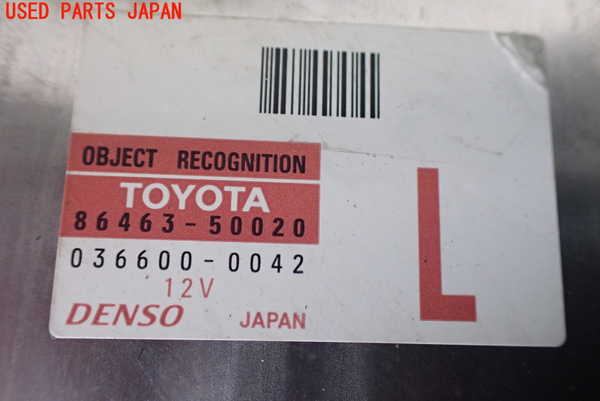 USED PARTS JAPAN
OBJECT RECOGNITION
TOYOTA
86463-50020
036600-0042
12V
DENSO JAPAN
L